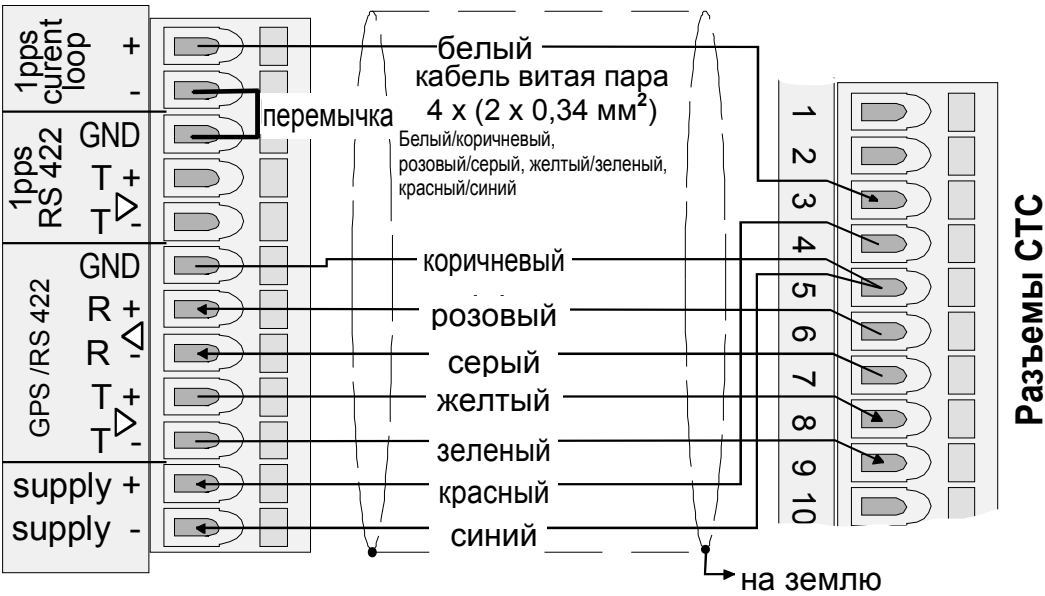 1pps
curent
loop
+
-
1pps
RS 422
GND
T +
T -
GPS /RS 422
GND
R +
R -
T +
T -
supply +
supply -
перемычка
белый
кабель витая пара
4 x (2 x 0,34 мм²)
Белый/коричневый,
розовый/серый, желтый/зеленый,
красный/синий
коричневый
розовый
серый
желтый
зеленый
красный
синий
на землю
1
2
3
4
5
6
7
8
9
10
Разъемы СТС